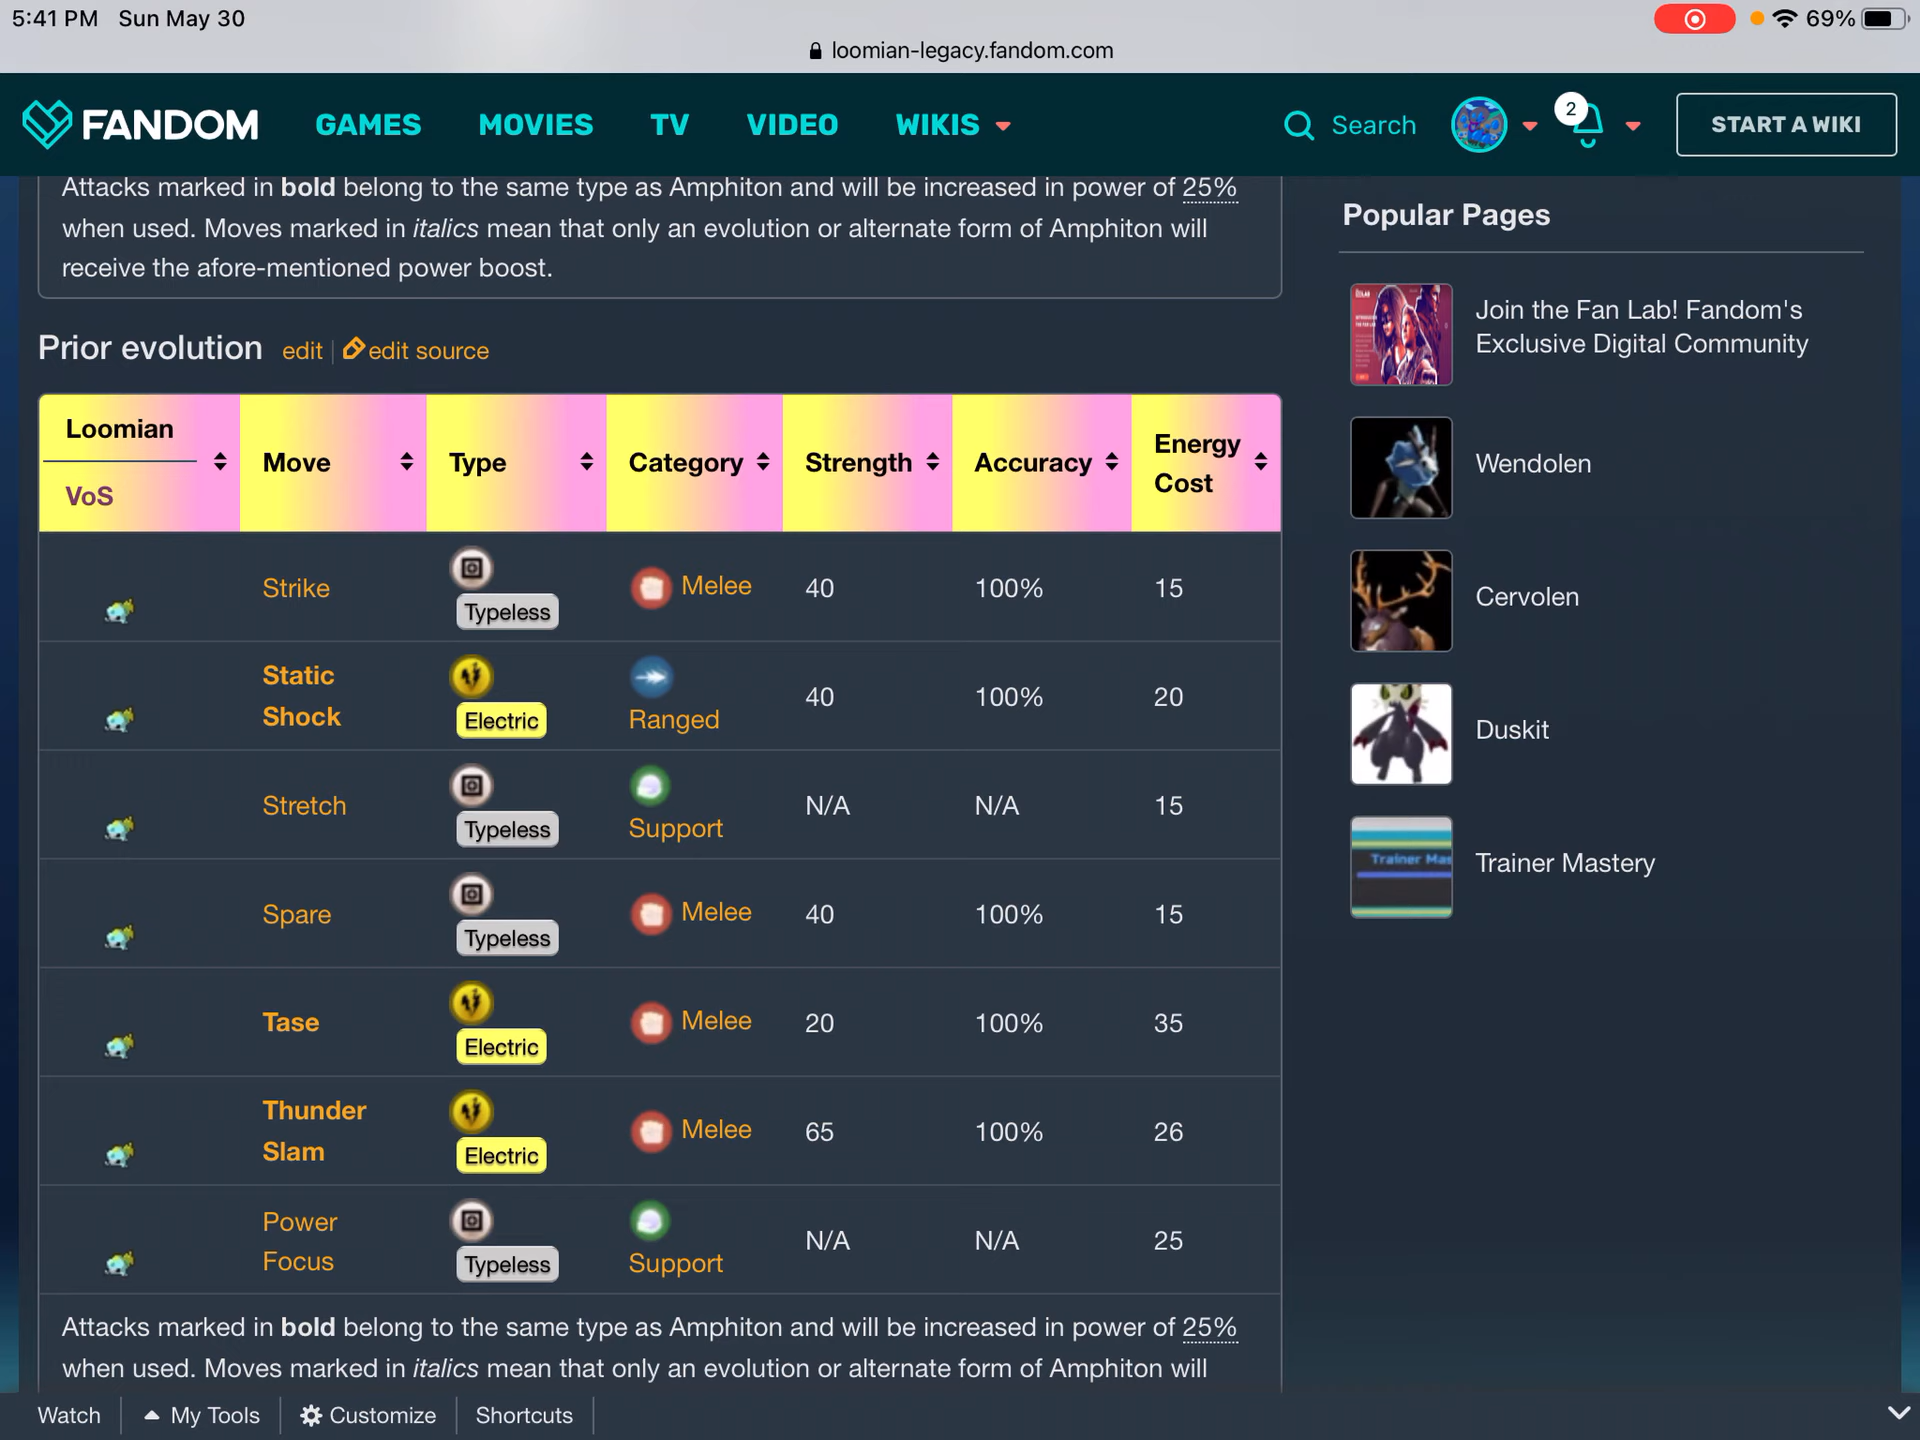 5:41 PM Sun May 30
69%
loomian-legacy.fandom.com
FANDOM GAMES MOVIES TV VIDEO WIKIS Search 2 START A WIKI
Attacks marked in bold belong to the same type as Amphiton and will be increased in power of 25%
when used. Moves marked in italics mean that only an evolution or alternate form of Amphiton will
receive the afore-mentioned power boost.
Prior evolution edit | edit source
Loomian
VoS
Move
Type
Category
Strength
Accuracy
Energy
Cost
Strike Typeless Melee 40 100% 15
Static
Shock
Electric Ranged 40 100% 20
Stretch Typeless Support N/A N/A 15
Spare Typeless Melee 40 100% 15
Tase Electric Melee 20 100% 35
Thunder
Slam
Electric Melee 65 100% 26
Power
Focus
Typeless Support N/A N/A 25
Attacks marked in bold belong to the same type as Amphiton and will be increased in power of 25%
when used. Moves marked in italics mean that only an evolution or alternate form of Amphiton will
Popular Pages
Join the Fan Lab! Fandom's
Exclusive Digital Community
Wendolen
Cervolen
Duskit
Trainer Mas
Trainer Mastery
Watch My Tools Customize Shortcuts